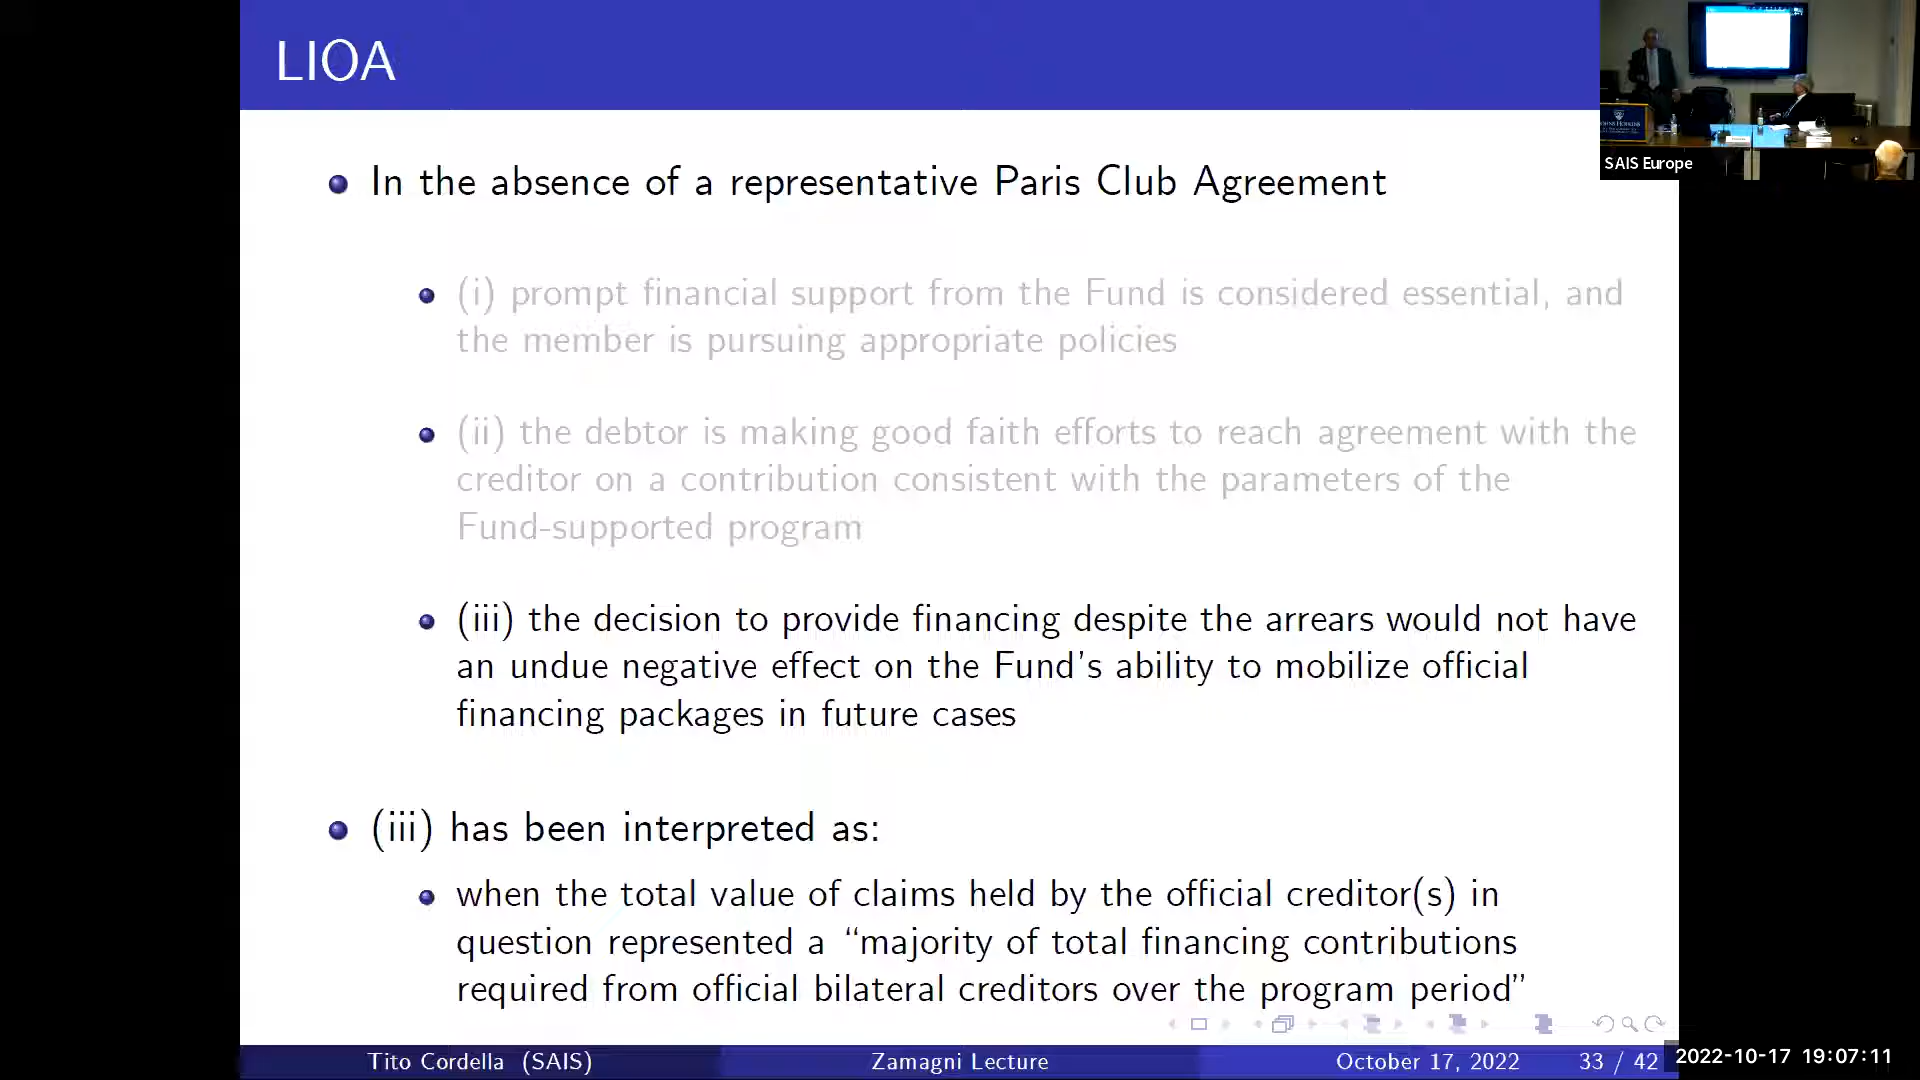 LIOA
In the absence of a representative Paris Club Agreement
(i) prompt financial support from the Fund is considered essential, and
the member is pursuing appropriate policies
(ii) the debtor is making good faith efforts to reach agreement with the
creditor on a contribution consistent with the parameters of the
Fund-supported program
(iii) the decision to provide financing despite the arrears would not have
an undue negative effect on the Fund's ability to mobilize official
financing packages in future cases
(iii) has been interpreted as:
when the total value of claims held by the official creditor(s) in
question represented a “majority of total financing contributions
required from official bilateral creditors over the program period”
Tito Cordella (SAIS) Zamagni Lecture October 17, 2022 33 / 42
SAIS Europe
JOHNS HOPKINS
2022-10-17 19:07:11